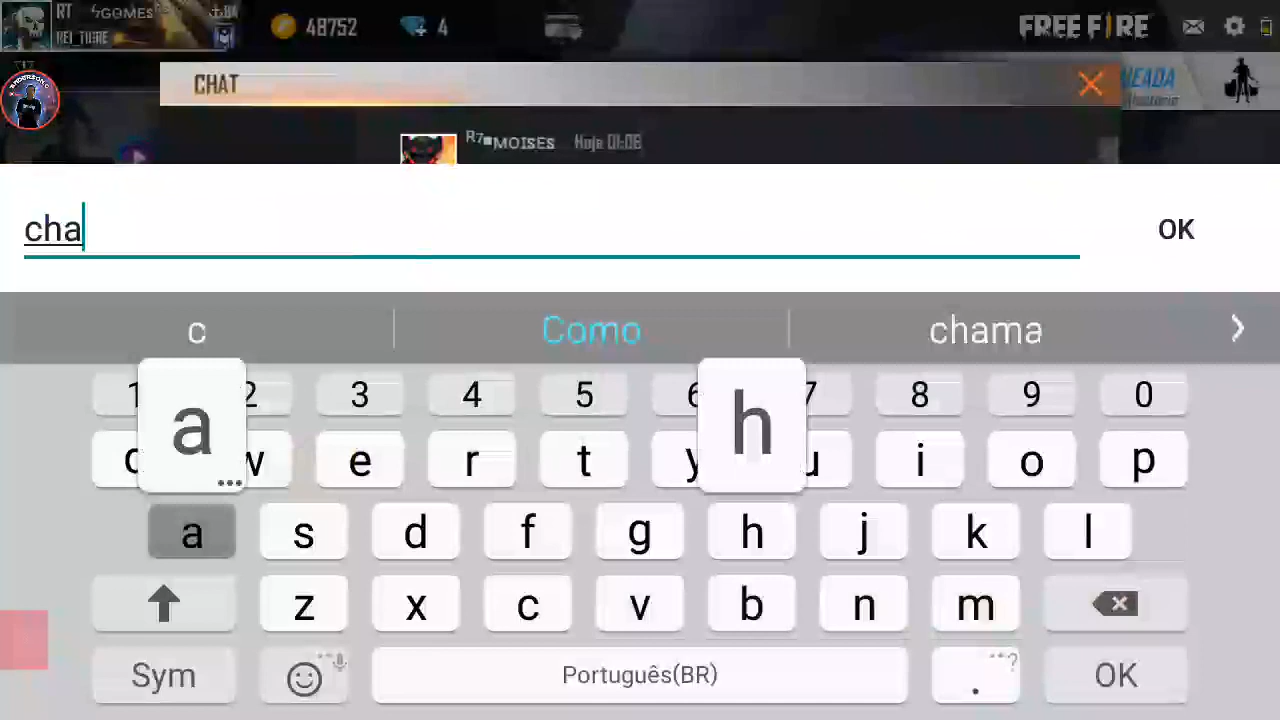 RT ϟGOMES
REI_TIGRE
48752
4
FREE FIRE
CHAT
R7■MOISES Hoje 01:06
cha
OK
c
Como
chama
1 2 3 4 5 6 7 8 9 0
a
h
w e r t y u i o p
a s d f g h j k l
z x c v b n m
Sym
Português(BR)
.
?
OK